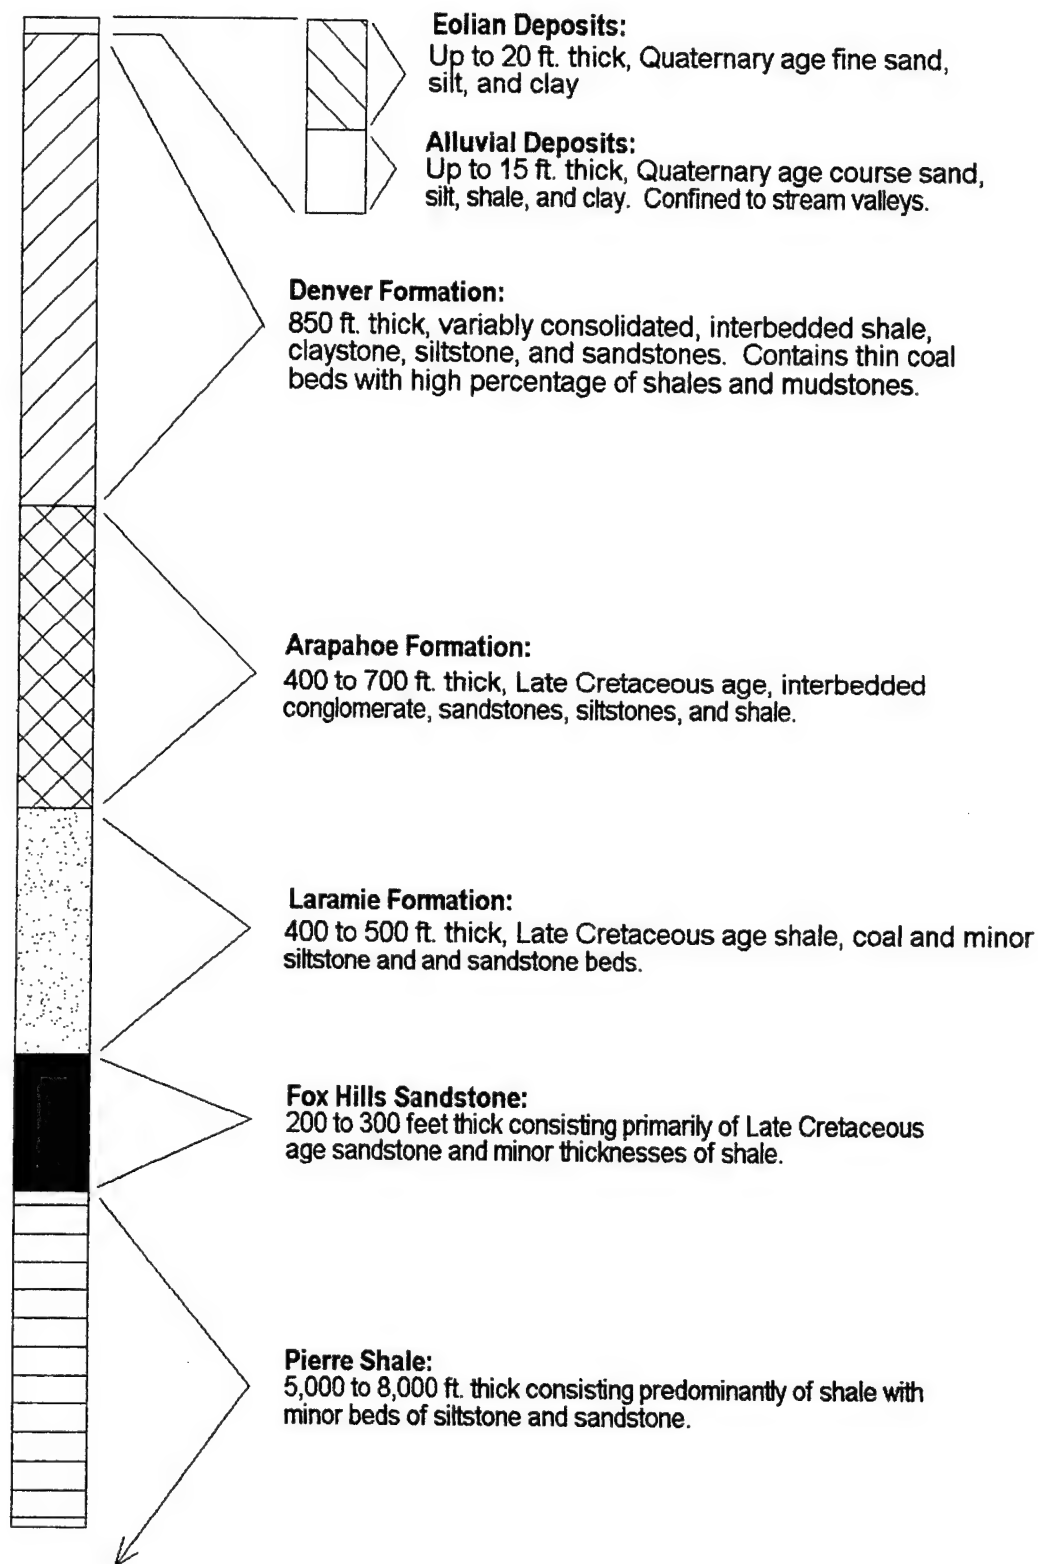 Eolian Deposits:
Up to 20 ft. thick, Quaternary age fine sand,
silt, and clay
Alluvial Deposits:
Up to 15 ft. thick, Quaternary age course sand,
silt, shale, and clay. Confined to stream valleys.
Denver Formation:
850 ft. thick, variably consolidated, interbedded shale,
claystone, siltstone, and sandstones. Contains thin coal
beds with high percentage of shales and mudstones.
Arapahoe Formation:
400 to 700 ft. thick, Late Cretaceous age, interbedded
conglomerate, sandstones, siltstones, and shale.
Laramie Formation:
400 to 500 ft. thick, Late Cretaceous age shale, coal and minor
siltstone and and sandstone beds.
Fox Hills Sandstone:
200 to 300 feet thick consisting primarily of Late Cretaceous
age sandstone and minor thicknesses of shale.
Pierre Shale:
5,000 to 8,000 ft. thick consisting predominantly of shale with
minor beds of siltstone and sandstone.